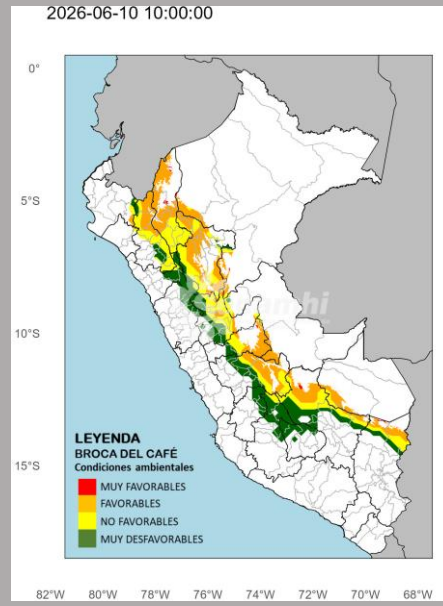 2026-06-10 10:00:00
0°
5°S
10°S
15°S
LEYENDA
BROCA DEL CAFÉ
Condiciones ambientales
MUY FAVORABLES
FAVORABLES
NO FAVORABLES
MUY DESFAVORABLES
82°W 80°W 78°W 76°W 74°W 72°W 70°W 68°W